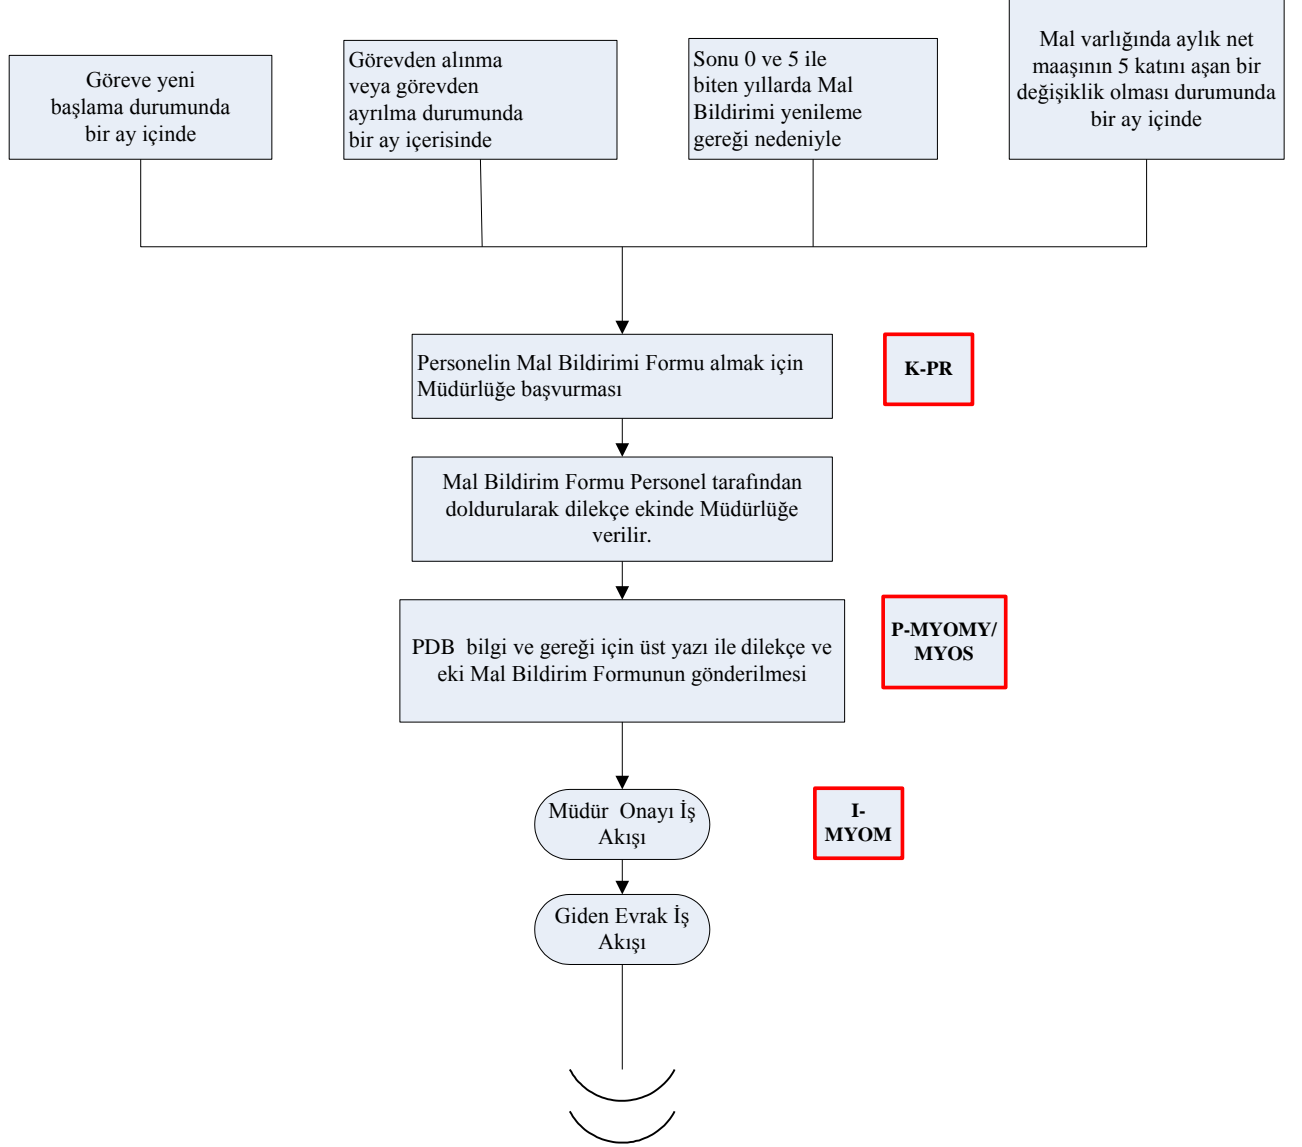 Göreve yeni
başlama durumunda
bir ay içinde
Görevden alınma
veya görevden
ayrılma durumunda
bir ay içerisinde
Sonu 0 ve 5 ile
biten yıllarda Mal
Bildirimi yenileme
gereği nedeniyle
Mal varlığında aylık net
maaşının 5 katını aşan bir
değişiklik olması durumunda
bir ay içinde
Personelin Mal Bildirimi Formu almak için
Müdürlüğe başvurması
K-PR
Mal Bildirim Formu Personel tarafından
doldurularak dilekçe ekinde Müdürlüğe
verilir.
PDB bilgi ve gereği için üst yazı ile dilekçe ve
eki Mal Bildirim Formunun gönderilmesi
P-MYOMY/
MYOS
Müdür Onayı İş
Akışı
I-
MYOM
Giden Evrak İş
Akışı